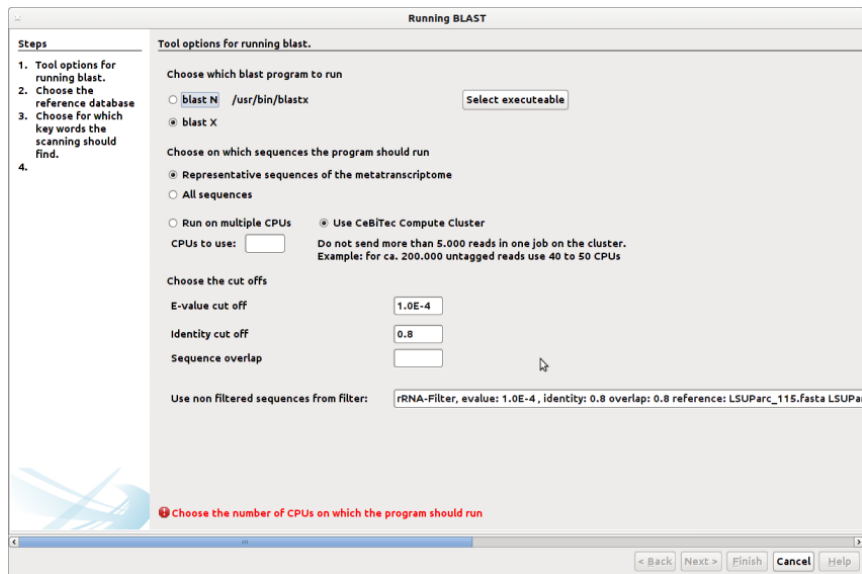 Running BLAST
Steps
1. Tool options for
running blast.
2. Choose the
reference database
3. Choose for which
key words the
scanning should
find.
4.
Tool options for running blast.
Choose which blast program to run
blast N /usr/bin/blastx Select executeable
blast X
Choose on which sequences the program should run
Representative sequences of the metatranscriptome
All sequences
Run on multiple CPUs Use CeBiTec Compute Cluster
CPUs to use: Do not send more than 5.000 reads in one job on the cluster.
Example: for ca. 200.000 untagged reads use 40 to 50 CPUs
Choose the cut offs
E-value cut off 1.0E-4
Identity cut off 0.8
Sequence overlap
Use non filtered sequences from filter: rRNA-Filter, evalue: 1.0E-4 , identity: 0.8 overlap: 0.8 reference: LSUParc_115.fasta LSUPar
Choose the number of CPUs on which the program should run
< Back Next > Finish Cancel Help